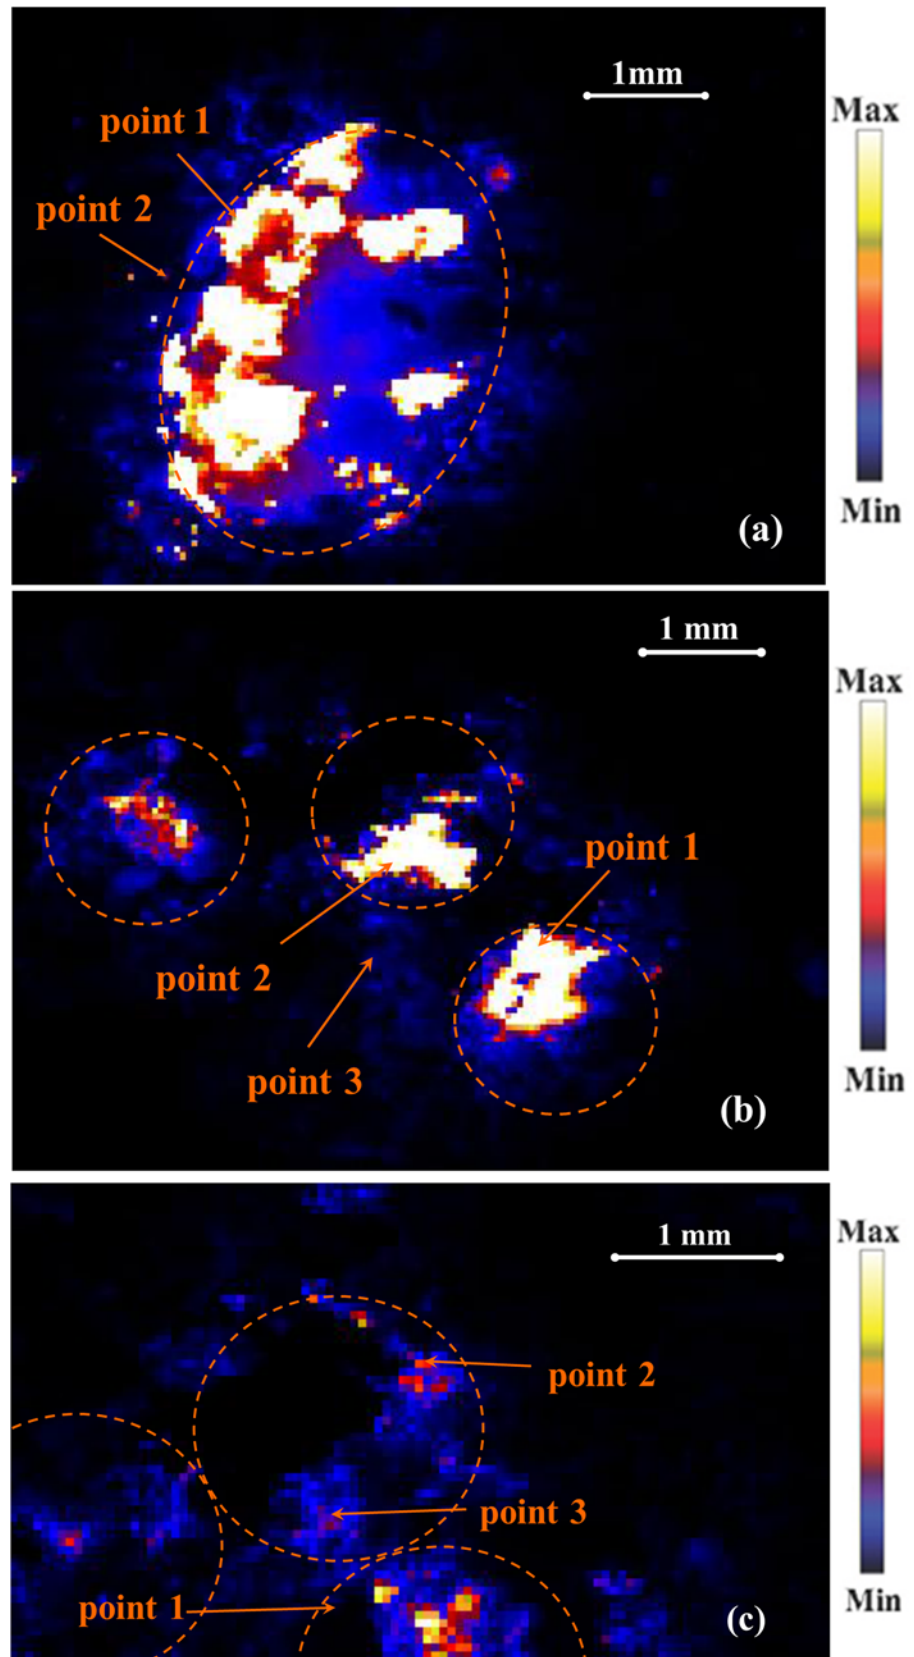 1mm
Max
point 1
point 2
Min
(a)
1 mm
Max
point 1
point 2
point 3
Min
(b)
1 mm
Max
point 2
point 3
point 1
Min
(c)